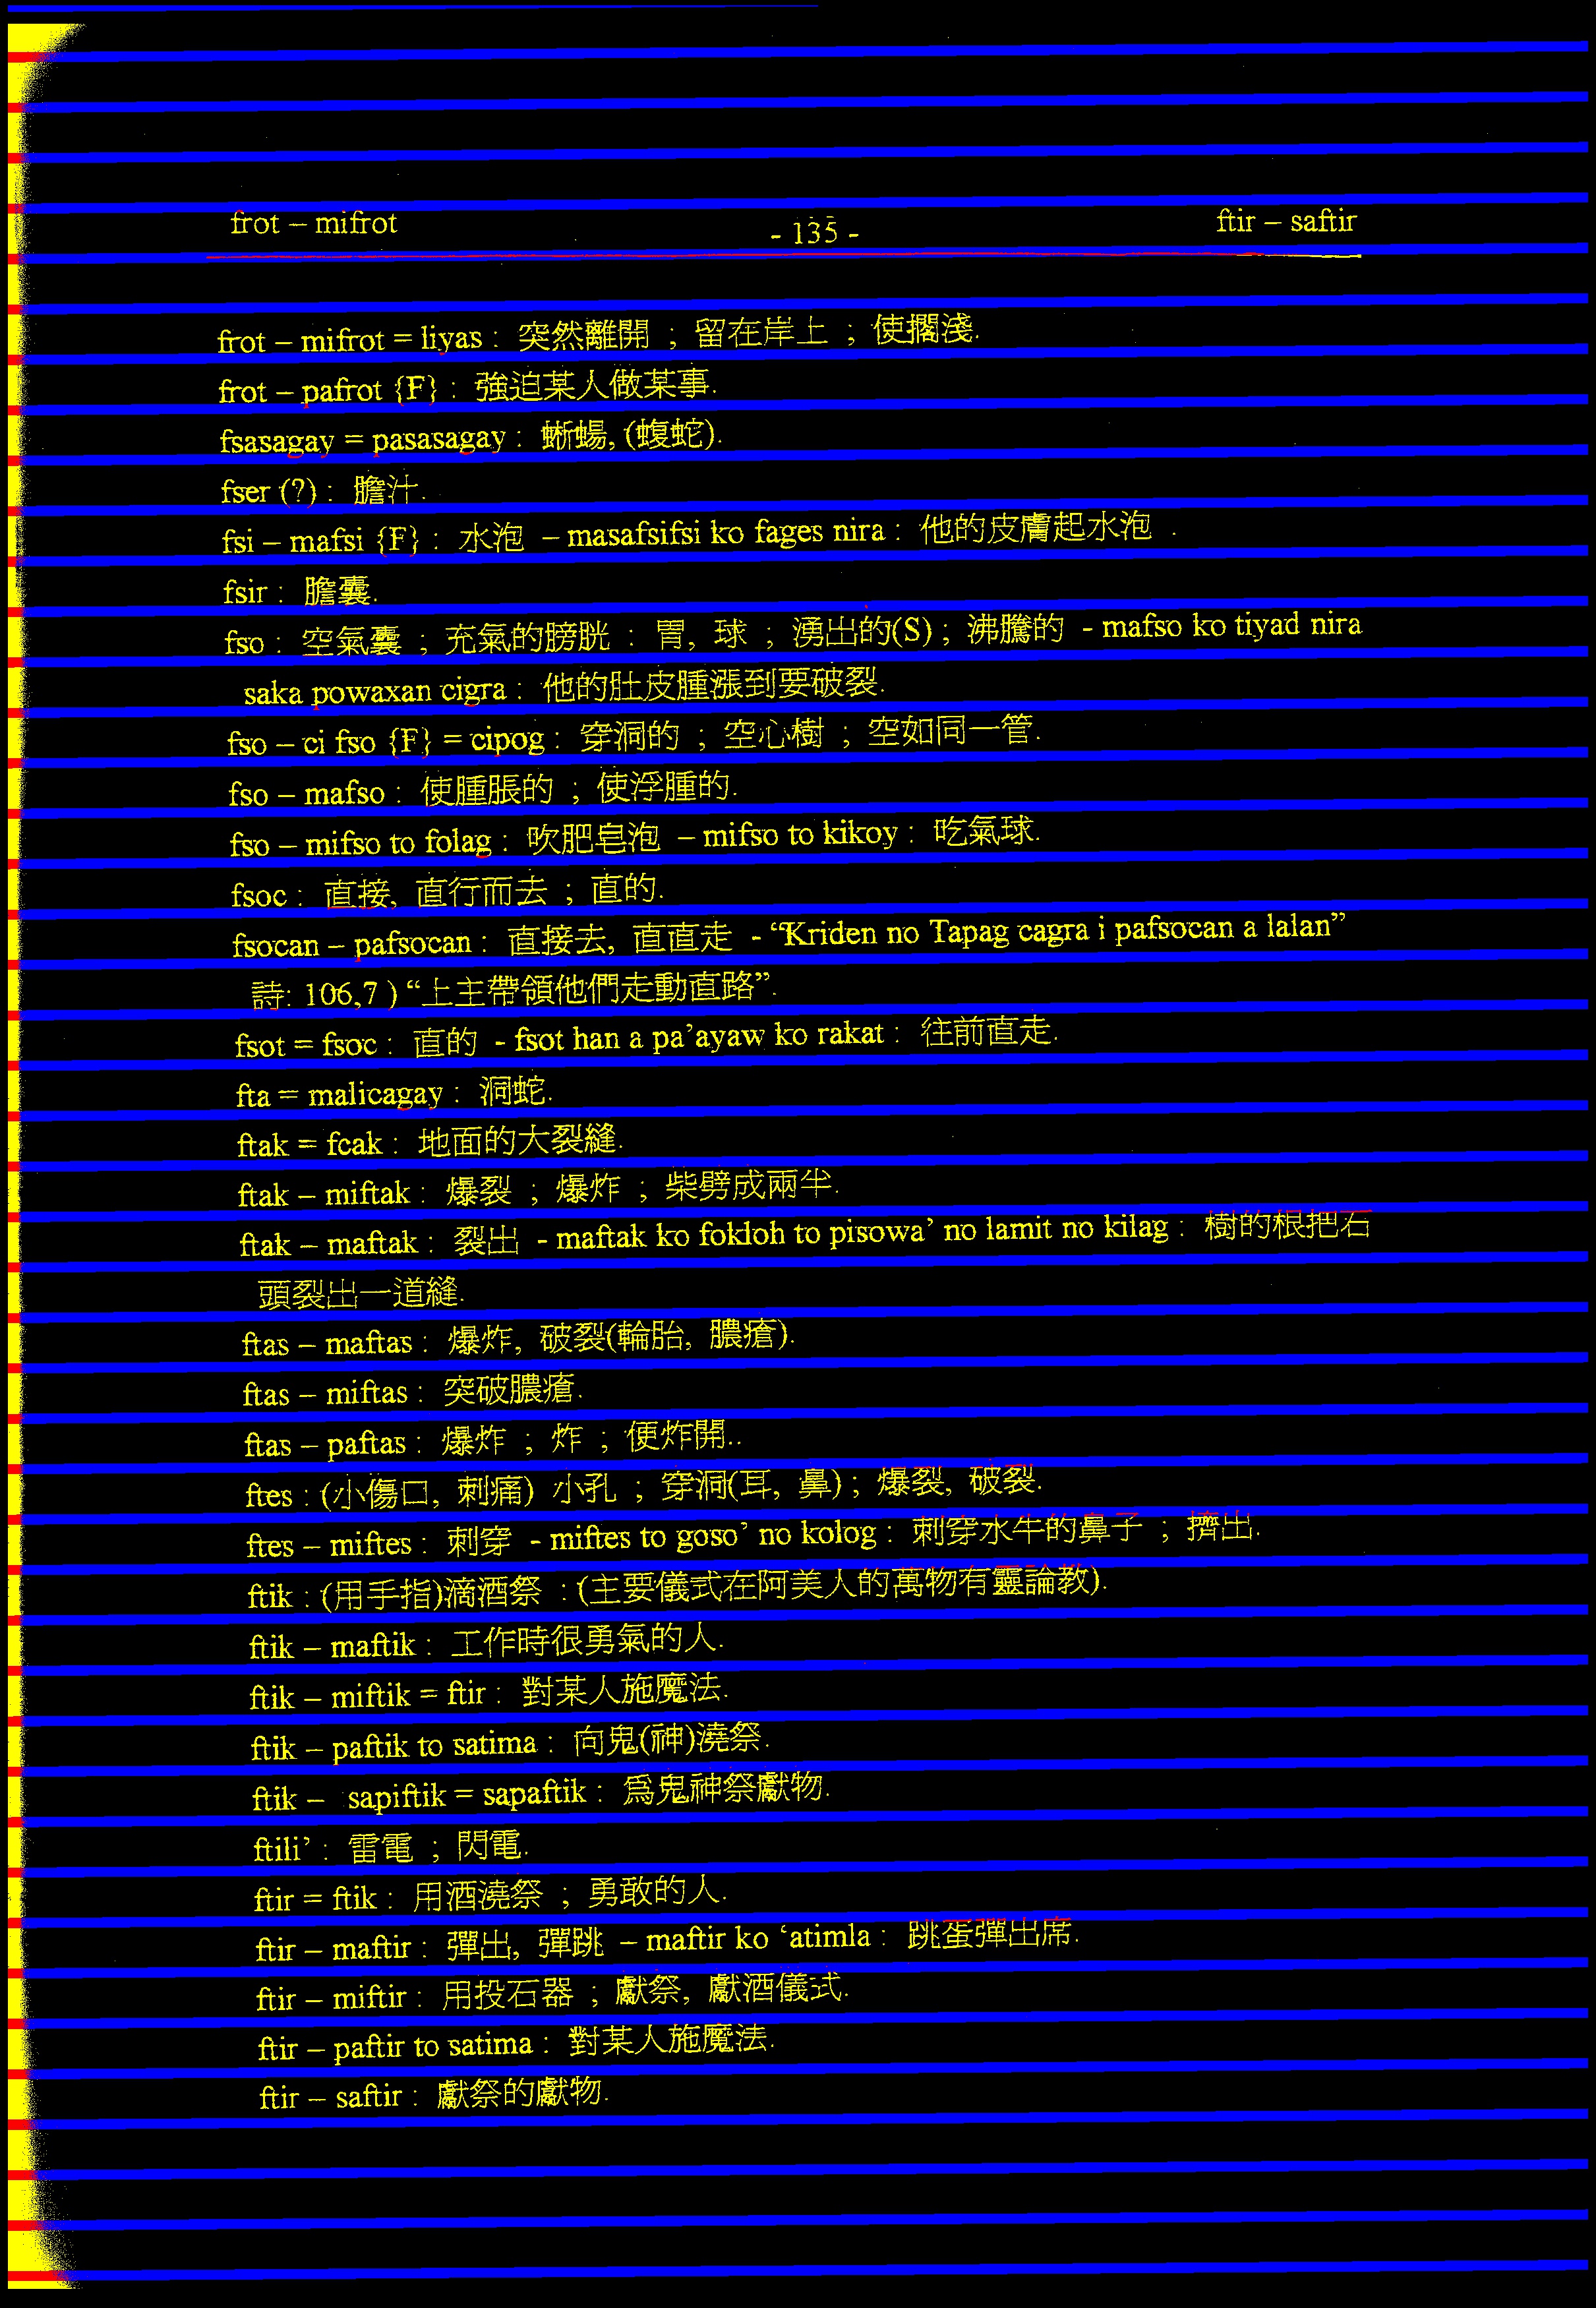 frot – mifrot - 135 - ftir – saftir
frot – mifrot = liyas : 突然離開 ; 留在岸上 ; 使擱淺.
frot – pafrot {F} : 強迫某人做某事.
fsasagay = pasasagay : 蜥蝪, (蝮蛇).
fser (?) : 膽汁.
fsi – mafsi {F} : 水泡 – masafsifsi ko fages nira : 他的皮膚起水泡 .
fsir : 膽囊.
fso : 空氣囊 ; 充氣的膀胱 : 胃, 球 ; 湧出的(S) ; 沸騰的 - mafso ko tiyad nira
saka powaxan cigra : 他的肚皮腫漲到要破裂.
fso – ci fso {F} = cipog : 穿洞的 ; 空心樹 ; 空如同一管.
fso – mafso : 使腫脹的 ; 使浮腫的.
fso – mifso to folag : 吹肥皂泡 – mifso to kikoy : 吃氣球.
fsoc : 直接, 直行而去 ; 直的.
fsocan – pafsocan : 直接去, 直直走 - “Kriden no Tapag cagra i pafsocan a lalan”
詩: 106,7 ) “上主帶領他們走動直路”.
fsot = fsoc : 直的 - fsot han a pa’ayaw ko rakat : 往前直走.
fta = malicagay : 洞蛇.
ftak = fcak : 地面的大裂縫.
ftak – miftak : 爆裂 ; 爆炸 ; 柴劈成兩半.
ftak – maftak : 裂出 - maftak ko fokloh to pisowa’ no lamit no kilag : 樹的根把石
頭裂出一道縫.
ftas – maftas : 爆炸, 破裂(輪胎, 膿瘡).
ftas – miftas : 突破膿瘡.
ftas – paftas : 爆炸 ; 炸 ; 便炸開..
ftes : (小傷口, 刺痛) 小孔 ; 穿洞(耳, 鼻) ; 爆裂, 破裂.
ftes – miftes : 刺穿 - miftes to goso’ no kolog : 刺穿水牛的鼻子 ; 擠出.
ftik : (用手指)滴酒祭 : (主要儀式在阿美人的萬物有靈論教).
ftik – maftik : 工作時很勇氣的人.
ftik – miftik = ftir : 對某人施魔法.
ftik – paftik to satima : 向鬼(神)澆祭.
ftik – sapiftik = sapaftik : 爲鬼神祭獻物.
ftili’ : 雷電 ; 閃電.
ftir = ftik : 用酒澆祭 ; 勇敢的人.
ftir – maftir : 彈出, 彈跳 – maftir ko ‘atimla : 跳蛋彈出席.
ftir – miftir : 用投石器 ; 獻祭, 獻酒儀式.
ftir – paftir to satima : 對某人施魔法.
ftir – saftir : 獻祭的獻物.